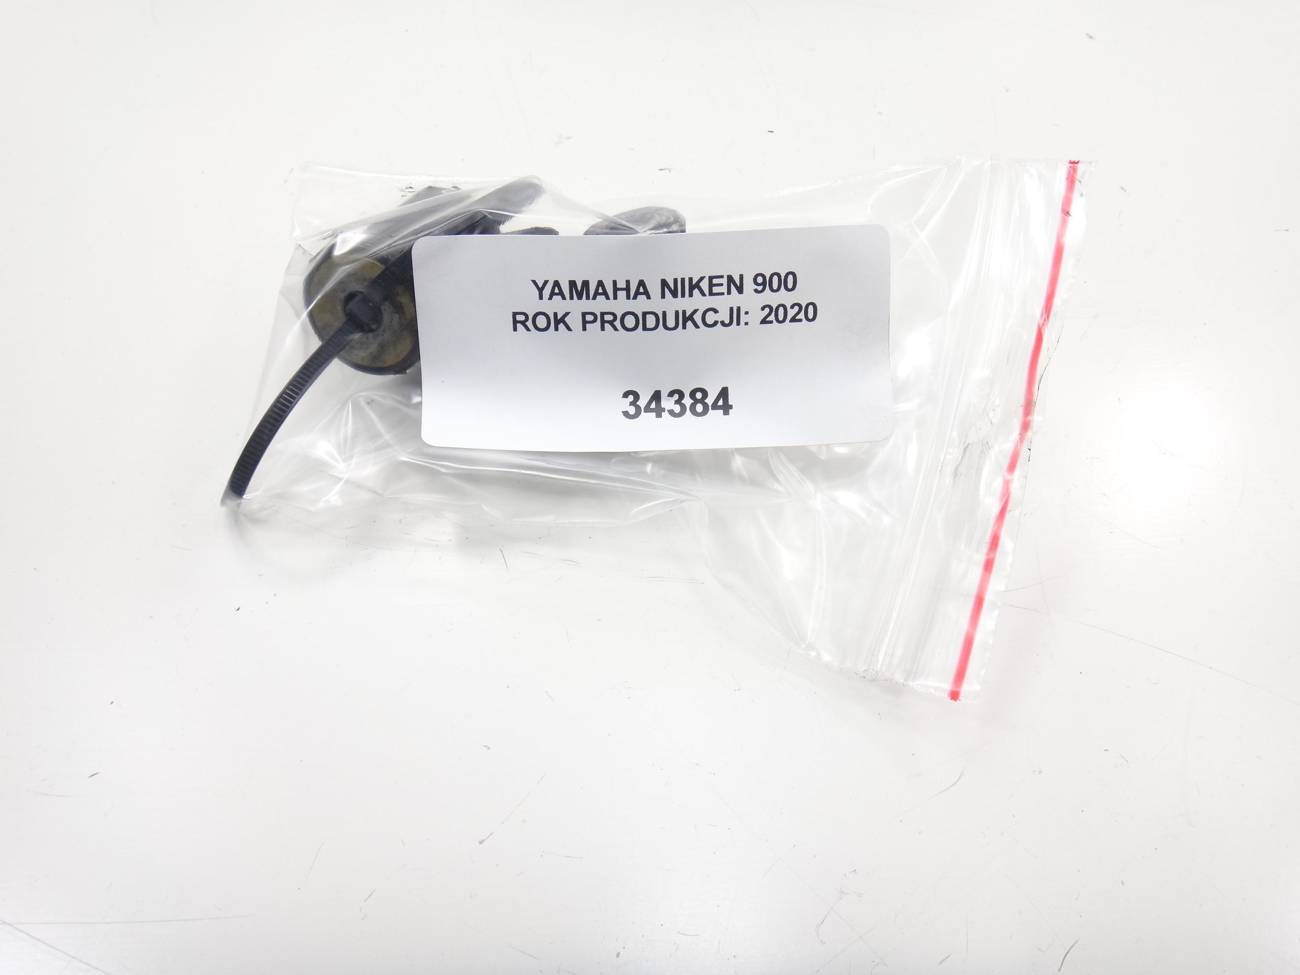 YAMAHA NIKEN 900
ROK PRODUKCJI: 2020
34384